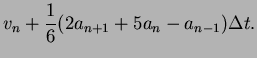 $v_n + \frac{1}{6}(2a_{n+1} + 5a_n - a_{n-1})\Delta t.$